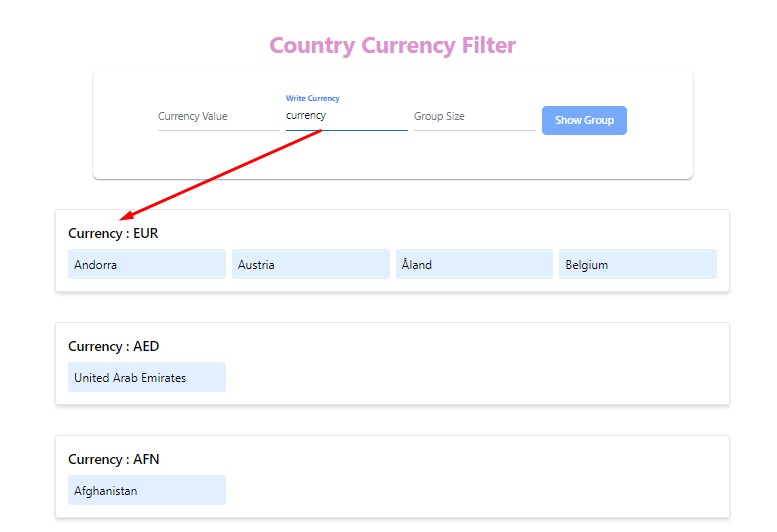 Country Currency Filter
Write Currency
Currency Value currency Group Size Show Group
Currency : EUR
Andorra Austria Åland Belgium
Currency : AED
United Arab Emirates
Currency : AFN
Afghanistan